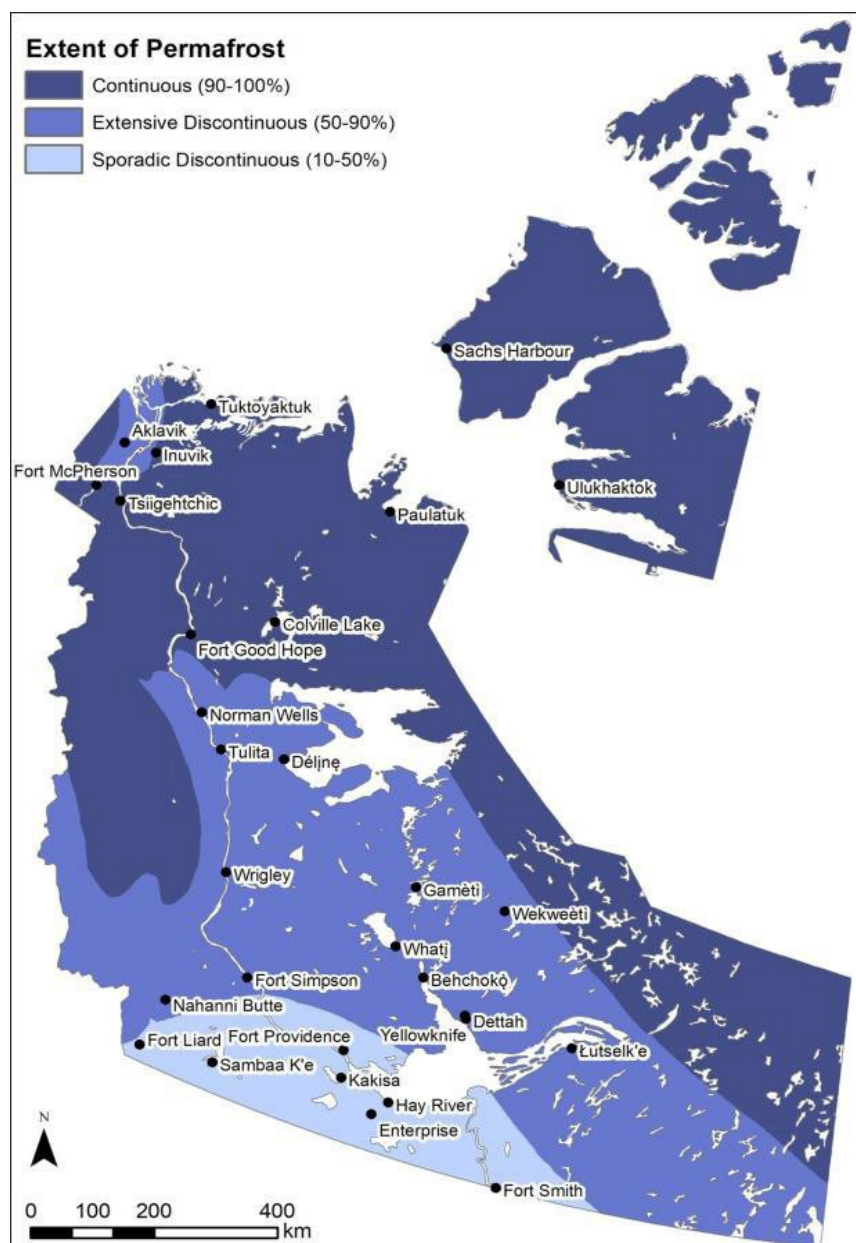 Extent of Permafrost
Continuous (90-100%)
Extensive Discontinuous (50-90%)
Sporadic Discontinuous (10-50%)
Sachs Harbour
Tuktoyaktuk
Aklavik
Inuvik
Fort McPherson
Tsiigehtchic
Ulukhaktok
Paulatuk
Colville Lake
Fort Good Hope
Norman Wells
Tulita
Délįnę
Wrigley
Gamètì
Wekweètì
Whatì
Fort Simpson
Behchokǫ̀
Nahanni Butte
Dettah
Yellowknife
Fort Liard
Fort Providence
Łutselk'e
Sambaa K'e
Kakisa
Hay River
Enterprise
Fort Smith
N
0 100 200 400
km